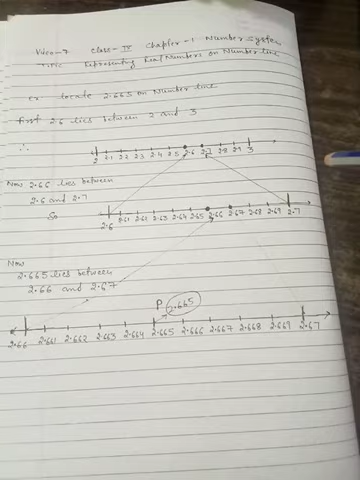 Video-7 Class-IX Chapter-1 Number system
Topic Representing Real Numbers on Number line
Ex: locate 2.665 on Number line
first 2.6 lies between 2 and 3
∴
2 2.1 2.2 2.3 2.4 2.5 2.6 2.7 2.8 2.9 3
Now 2.66 lies between
2.6 and 2.7
So
2.6 2.61 2.62 2.63 2.64 2.65 2.66 2.67 2.68 2.69 2.7
Now
2.665 lies between
2.66 and 2.67
P 2.665
2.66 2.661 2.662 2.663 2.664 2.665 2.666 2.667 2.668 2.669 2.67